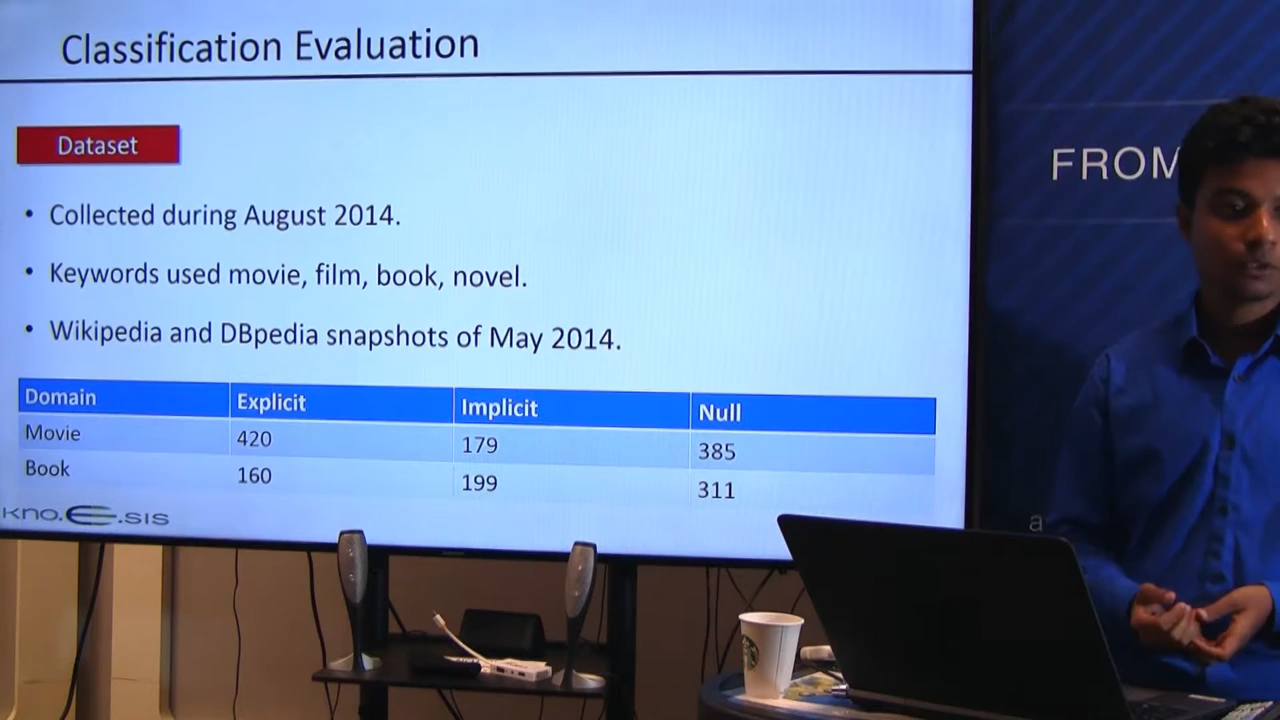 Classification Evaluation
Dataset
• Collected during August 2014.
• Keywords used movie, film, book, novel.
• Wikipedia and DBpedia snapshots of May 2014.
Domain Explicit Implicit Null
Movie 420 179 385
Book 160 199 311
kno.e.sis
FROM
a